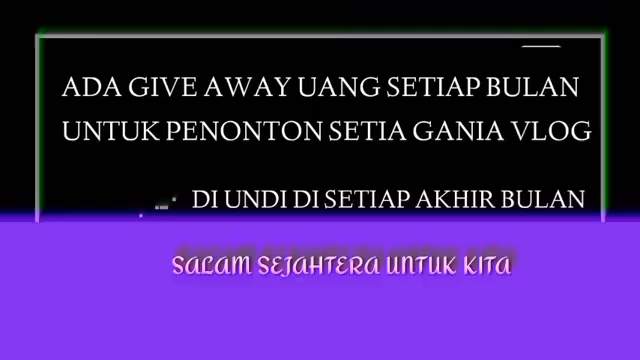 ADA GIVE AWAY UANG SETIAP BULAN
UNTUK PENONTON SETIA GANIA VLOG
DI UNDI DI SETIAP AKHIR BULAN
SALAM SEJAHTERA UNTUK KITA